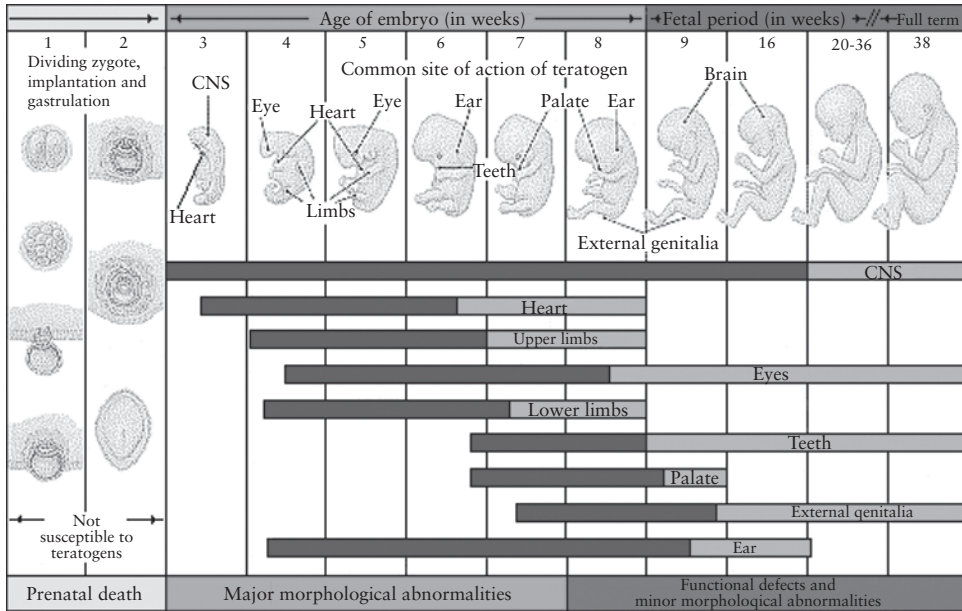 Age of embryo (in weeks)
Fetal period (in weeks)
Full term
1
2
3
4
5
6
7
8
9
16
20-36
38
Dividing zygote,
implantation and
gastrulation
Common site of action of teratogen
CNS
Eye
Heart
Eye
Ear
Palate
Ear
Brain
Teeth
Heart
Limbs
External genitalia
CNS
Heart
Upper limbs
Eyes
Lower limbs
Teeth
Palate
External qenitalia
Ear
Not
susceptible to
teratogens
Prenatal death
Major morphological abnormalities
Functional defects and
minor morpholoqical abnormalities